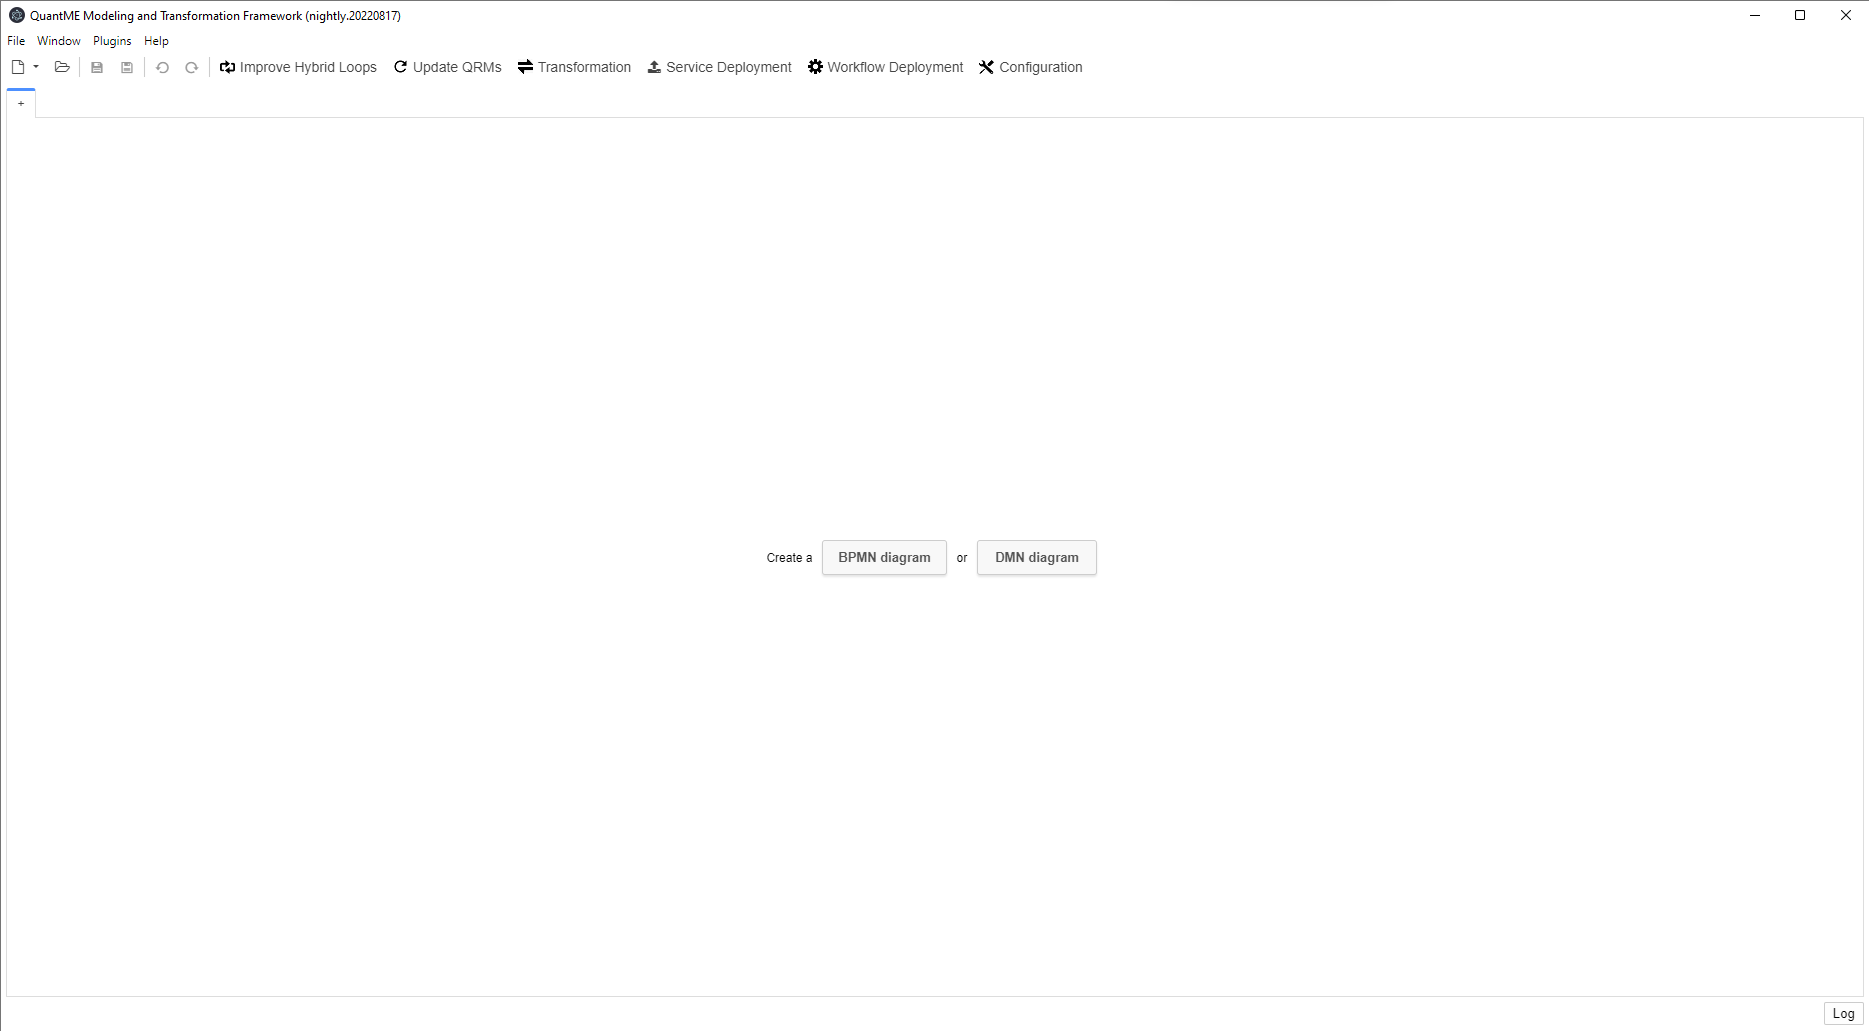 QuantME Modeling and Transformation Framework (nightly.20220817)
File Window Plugins Help
Improve Hybrid Loops Update QRMs Transformation Service Deployment Workflow Deployment Configuration
+
Create a BPMN diagram or DMN diagram
Log